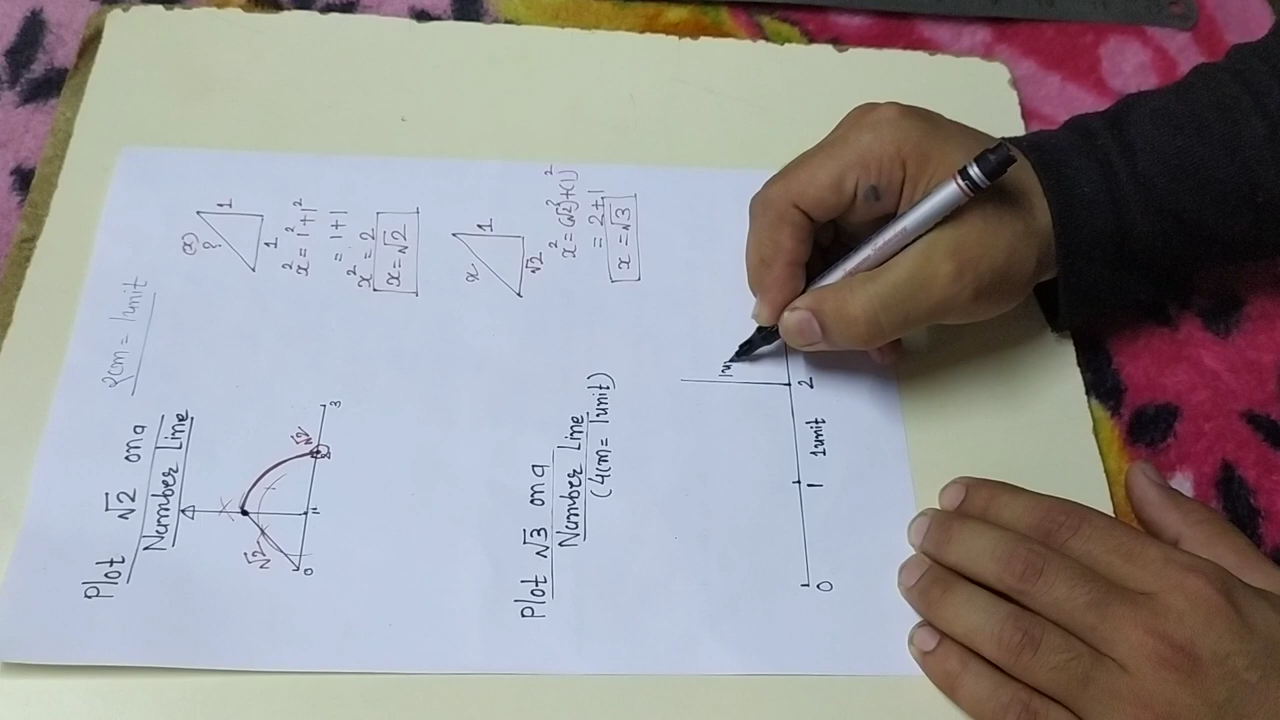 Plot √2 on a
Number Line
2cm = 1unit
√2
√2
0
1
2
3
(x)
?
1
1
x² = 1² + 1²
= 1 + 1
x² = 2
x = √2
Plot √3 on a
Number Line
(4cm = 1unit)
x
1
√2
x² = (√2)² + (1)²
= 2 + 1
x = √3
0
1
1unit
2